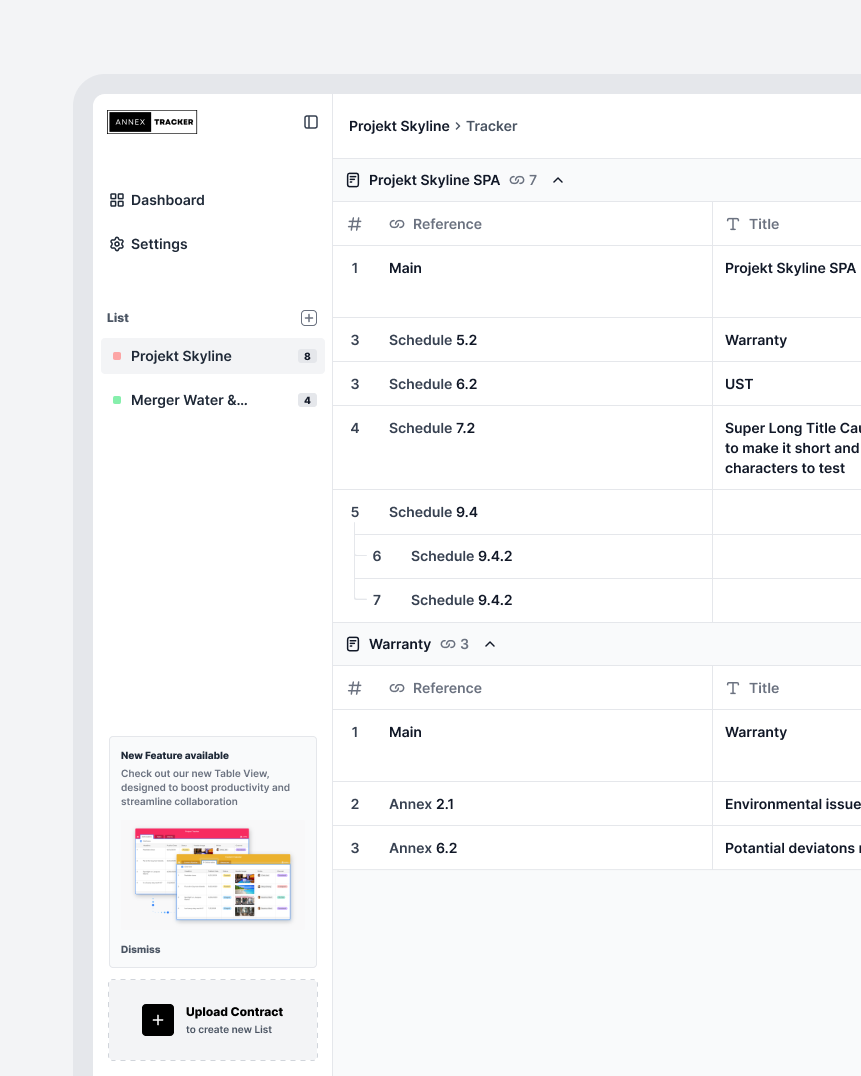 ANNEX TRACKER
Dashboard
Settings
List
Projekt Skyline 8
Merger Water &... 4
New Feature available
Check out our new Table View,
designed to boost productivity and
streamline collaboration
Dismiss
Upload Contract
to create new List
Projekt Skyline › Tracker
Projekt Skyline SPA 7
# Reference Title
1 Main Projekt Skyline SPA
3 Schedule 5.2 Warranty
3 Schedule 6.2 UST
4 Schedule 7.2 Super Long Title
to make it short and
characters to test
5 Schedule 9.4
6 Schedule 9.4.2
7 Schedule 9.4.2
Warranty 3
# Reference Title
1 Main Warranty
2 Annex 2.1 Environmental issue
3 Annex 6.2 Potantial deviatons